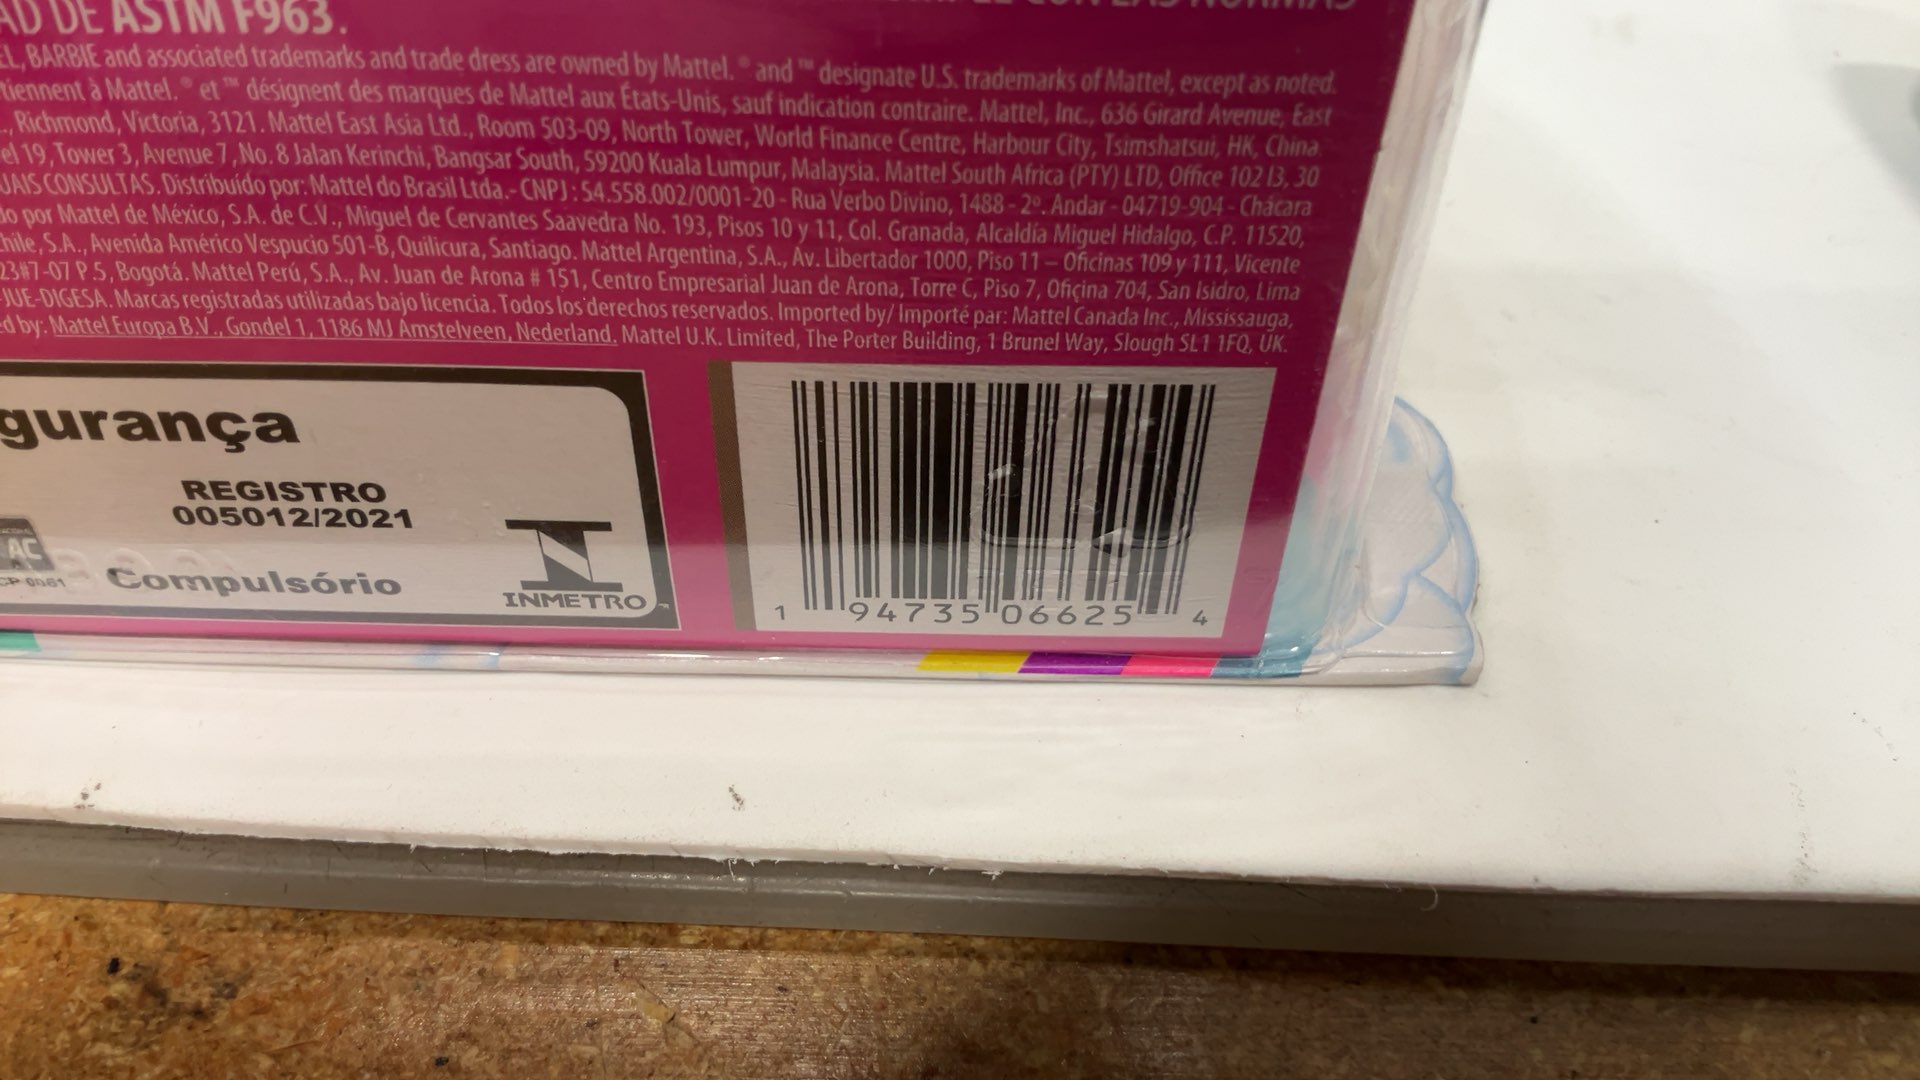 AD DE ASTM F963.
CON LAS NORMAS
EL, BARBIE and associated trademarks and trade dress are owned by Mattel. ® and ™ designate U.S. trademarks of Mattel, except as noted.
tiennent à Mattel. ® et ™ désignent des marques de Mattel aux États-Unis, sauf indication contraire. Mattel, Inc., 636 Girard Avenue, East
., Richmond, Victoria, 3121. Mattel East Asia Ltd., Room 503-09, North Tower, World Finance Centre, Harbour City, Tsimshatsui, HK, China.
el 19, Tower 3, Avenue 7, No. 8 Jalan Kerinchi, Bangsar South, 59200 Kuala Lumpur, Malaysia. Mattel South Africa (PTY) LTD, Office 102 I3, 30
UAIS CONSULTAS. Distribuído por: Mattel do Brasil Ltda.- CNPJ : 54.558.002/0001-20 - Rua Verbo Divino, 1488 - 2º. Andar - 04719-904 - Chácara
do por Mattel de México, S.A. de C.V., Miguel de Cervantes Saavedra No. 193, Pisos 10 y 11, Col. Granada, Alcaldía Miguel Hidalgo, C.P. 11520,
hile, S.A., Avenida Américo Vespucio 501-B, Quilicura, Santiago. Mattel Argentina, S.A., Av. Libertador 1000, Piso 11 – Oficinas 109 y 111, Vicente
23#7-07 P.5, Bogotá. Mattel Perú, S.A., Av. Juan de Arona # 151, Centro Empresarial Juan de Arona, Torre C, Piso 7, Oficina 704, San Isidro, Lima
-JUE-DIGESA. Marcas registradas utilizadas bajo licencia. Todos los derechos reservados. Imported by/ Importé par: Mattel Canada Inc., Mississauga,
ed by: Mattel Europa B.V., Gondel 1, 1186 MJ Amstelveen, Nederland. Mattel U.K. Limited, The Porter Building, 1 Brunel Way, Slough SL1 1FQ, UK.
gurança
REGISTRO
005012/2021
AC
CP 0061
Compulsório
INMETRO
1 94735 06625 4